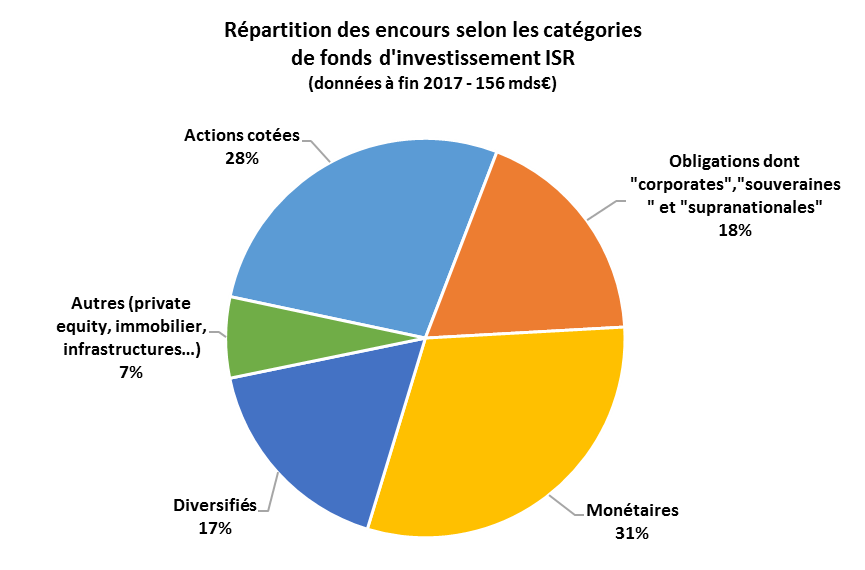 Répartition des encours selon les catégories
de fonds d'investissement ISR
(données à fin 2017 - 156 mds€)
Actions cotées
28%
Obligations dont
"corporates","souveraines
" et "supranationales"
18%
Autres (private
equity, immobilier,
infrastructures...)
7%
Diversifiés
17%
Monétaires
31%